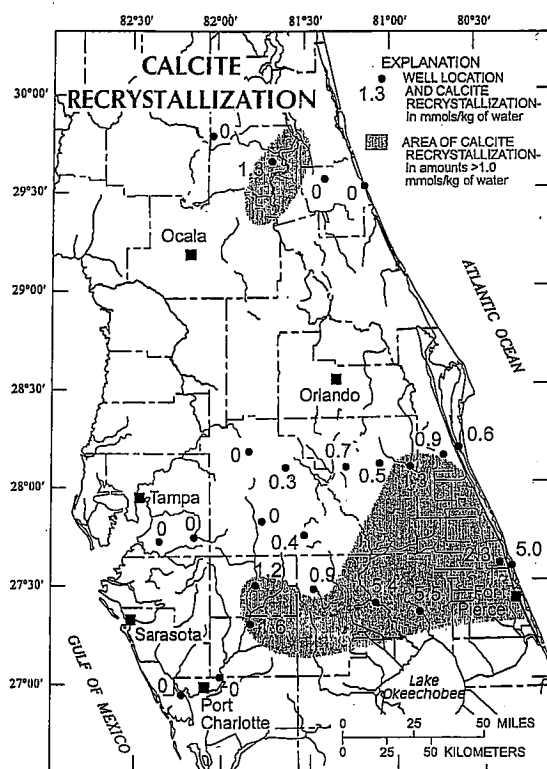 82°30' 82°00' 81°30' 81°00' 80°30'
CALCITE
RECRYSTALLIZATION
EXPLANATION
WELL LOCATION
1.3 AND CALCITE
RECRYSTALLIZATION-
In mmols/kg of water
AREA OF CALCITE
RECRYSTALLIZATION-
In amounts >1.0
mmols/kg of water
30°00'
0
29°30'
0
0
Ocala
29°00'
ATLANTIC OCEAN
28°30'
Orlando
0.6
0.9
0
0.7
0.5
0.3
28°00'
Tampa
0
0
0
0.4
5.0
27°30'
1.2
0.9
Fort
Pierce
Sarasota
1.6
27°00'
0
0
Port
Charlotte
Lake
Okeechobee
GULF OF MEXICO
0 25 50 MILES
0 25 50 KILOMETERS